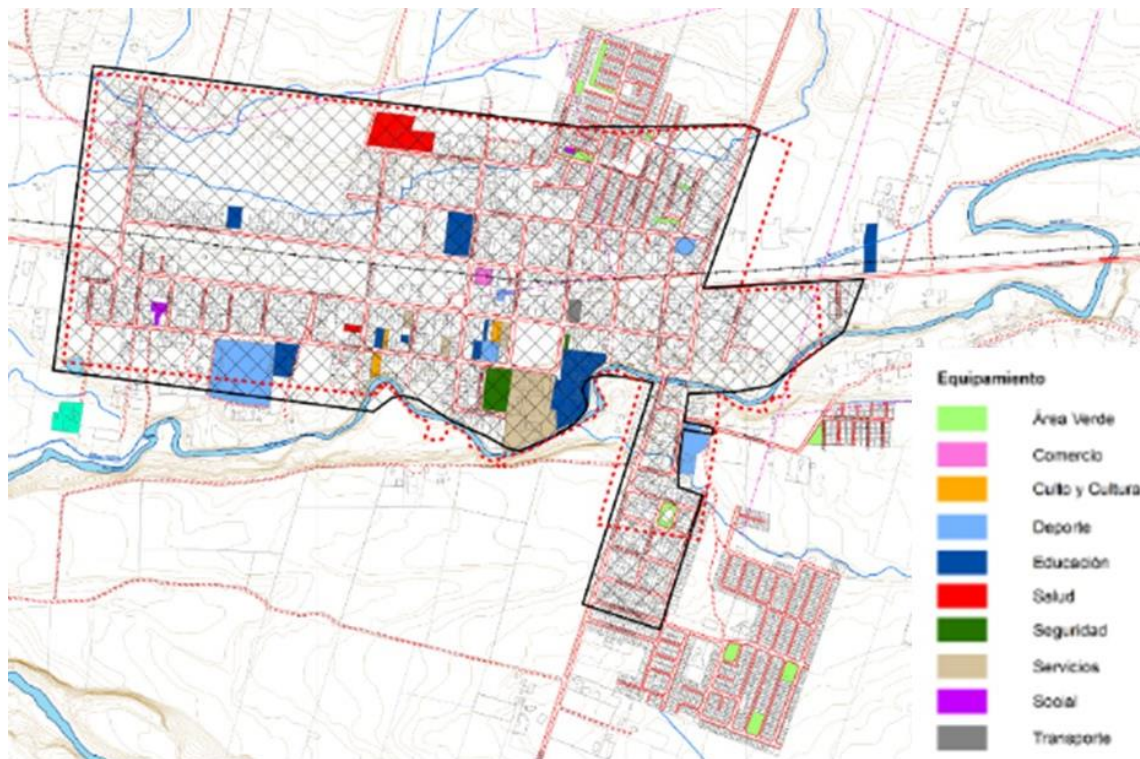 Equipamiento
Área Verde
Comercio
Culto y Cultura
Deporte
Educación
Salud
Seguridad
Servicios
Social
Transporte